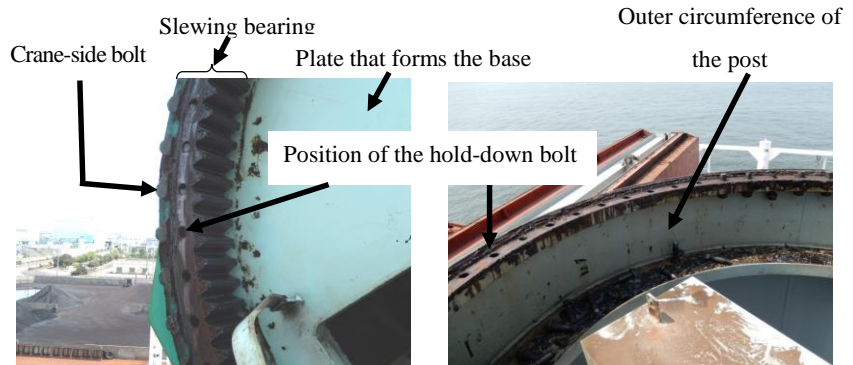 Slewing bearing
Outer circumference of
the post
Crane-side bolt
Plate that forms the base
Position of the hold-down bolt